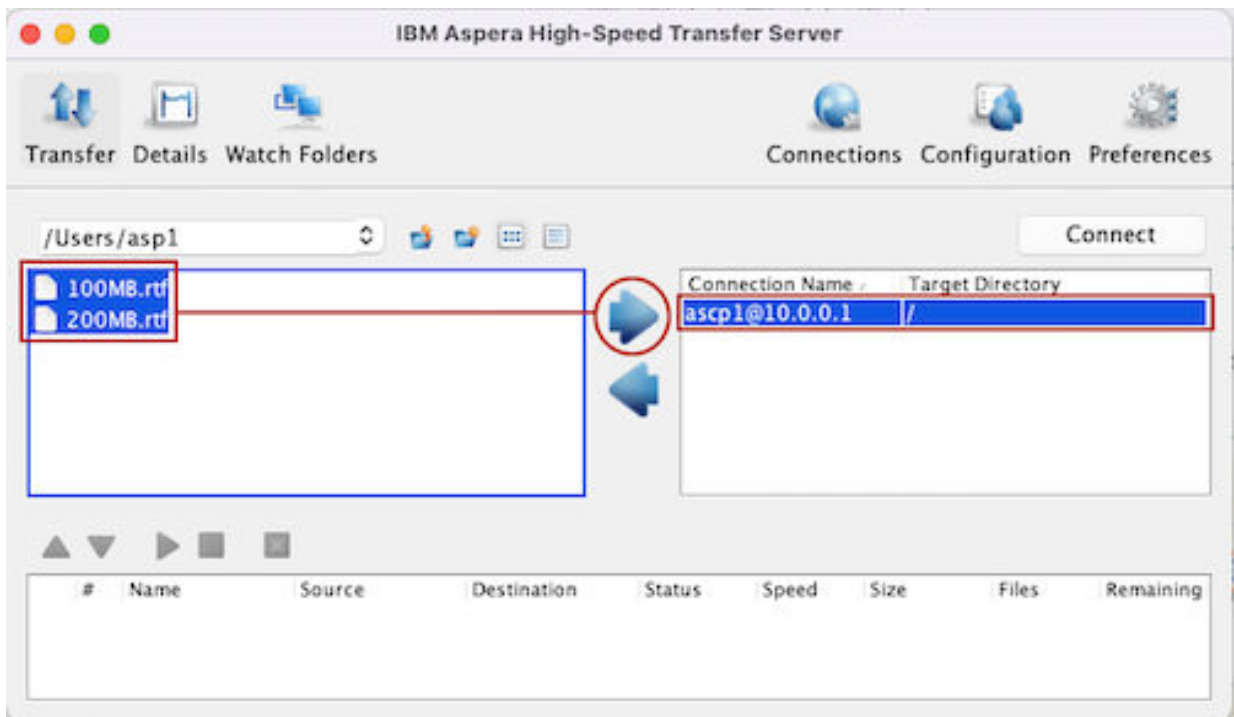 IBM Aspera High-Speed Transfer Server
Transfer Details Watch Folders Connections Configuration Preferences
/Users/asp1 Connect
Connection Name Target Directory
100MB.rtf
ascp1@10.0.0.1 /
200MB.rtf
# Name Source Destination Status Speed Size Files Remaining